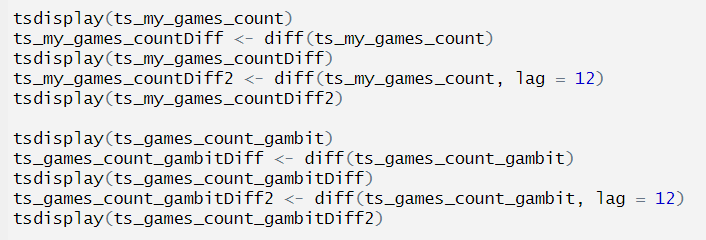 tsdisplay(ts_my_games_count)
ts_my_games_countDiff <- diff(ts_my_games_count)
tsdisplay(ts_my_games_countDiff)
ts_my_games_countDiff2 <- diff(ts_my_games_count, lag = 12)
tsdisplay(ts_my_games_countDiff2)

tsdisplay(ts_games_count_gambit)
ts_games_count_gambitDiff <- diff(ts_games_count_gambit)
tsdisplay(ts_games_count_gambitDiff)
ts_games_count_gambitDiff2 <- diff(ts_games_count_gambit, lag = 12)
tsdisplay(ts_games_count_gambitDiff2)